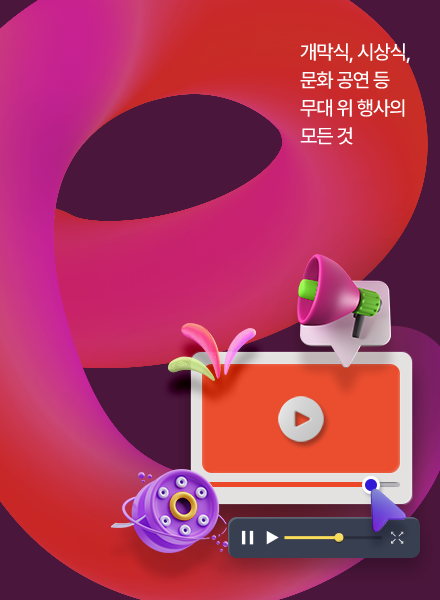 개막식, 시상식,
문화 공연 등
무대 위 행사의
모든 것